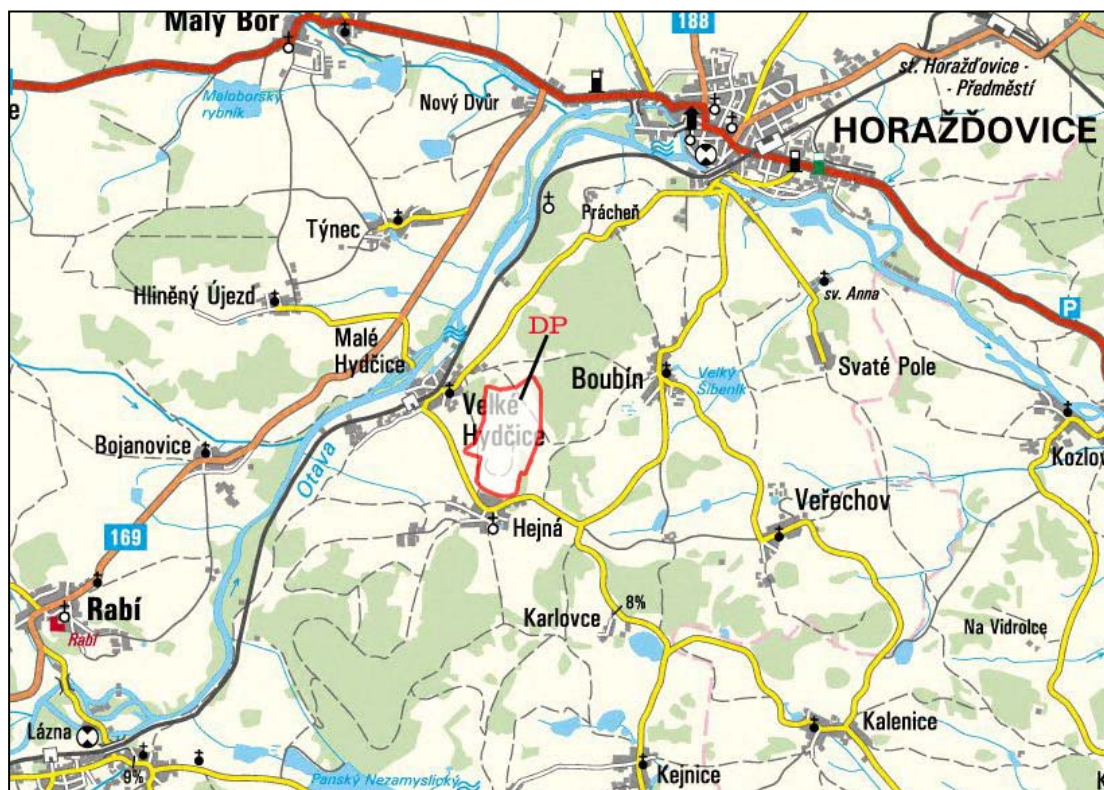 Malý Bor
188
st. Horažďovice -
- Předměstí
Maloborský
rybník
Nový Dvůr
HORAŽĎOVICE
e
Týnec
Prácheň
Hliněný Újezd
sv. Anna
P
Malé
Hydčice
DP
Boubín
Velký
Šibeník
Svaté Pole
Velké
Hydčice
Bojanovice
Otava
Kozlov
Hejná
Veřechov
169
Rabí
Rabí
Karlovce
8%
Na Vidrolce
Lázna
Kalenice
9%
Panský Nezamyslický
Kejnice
K